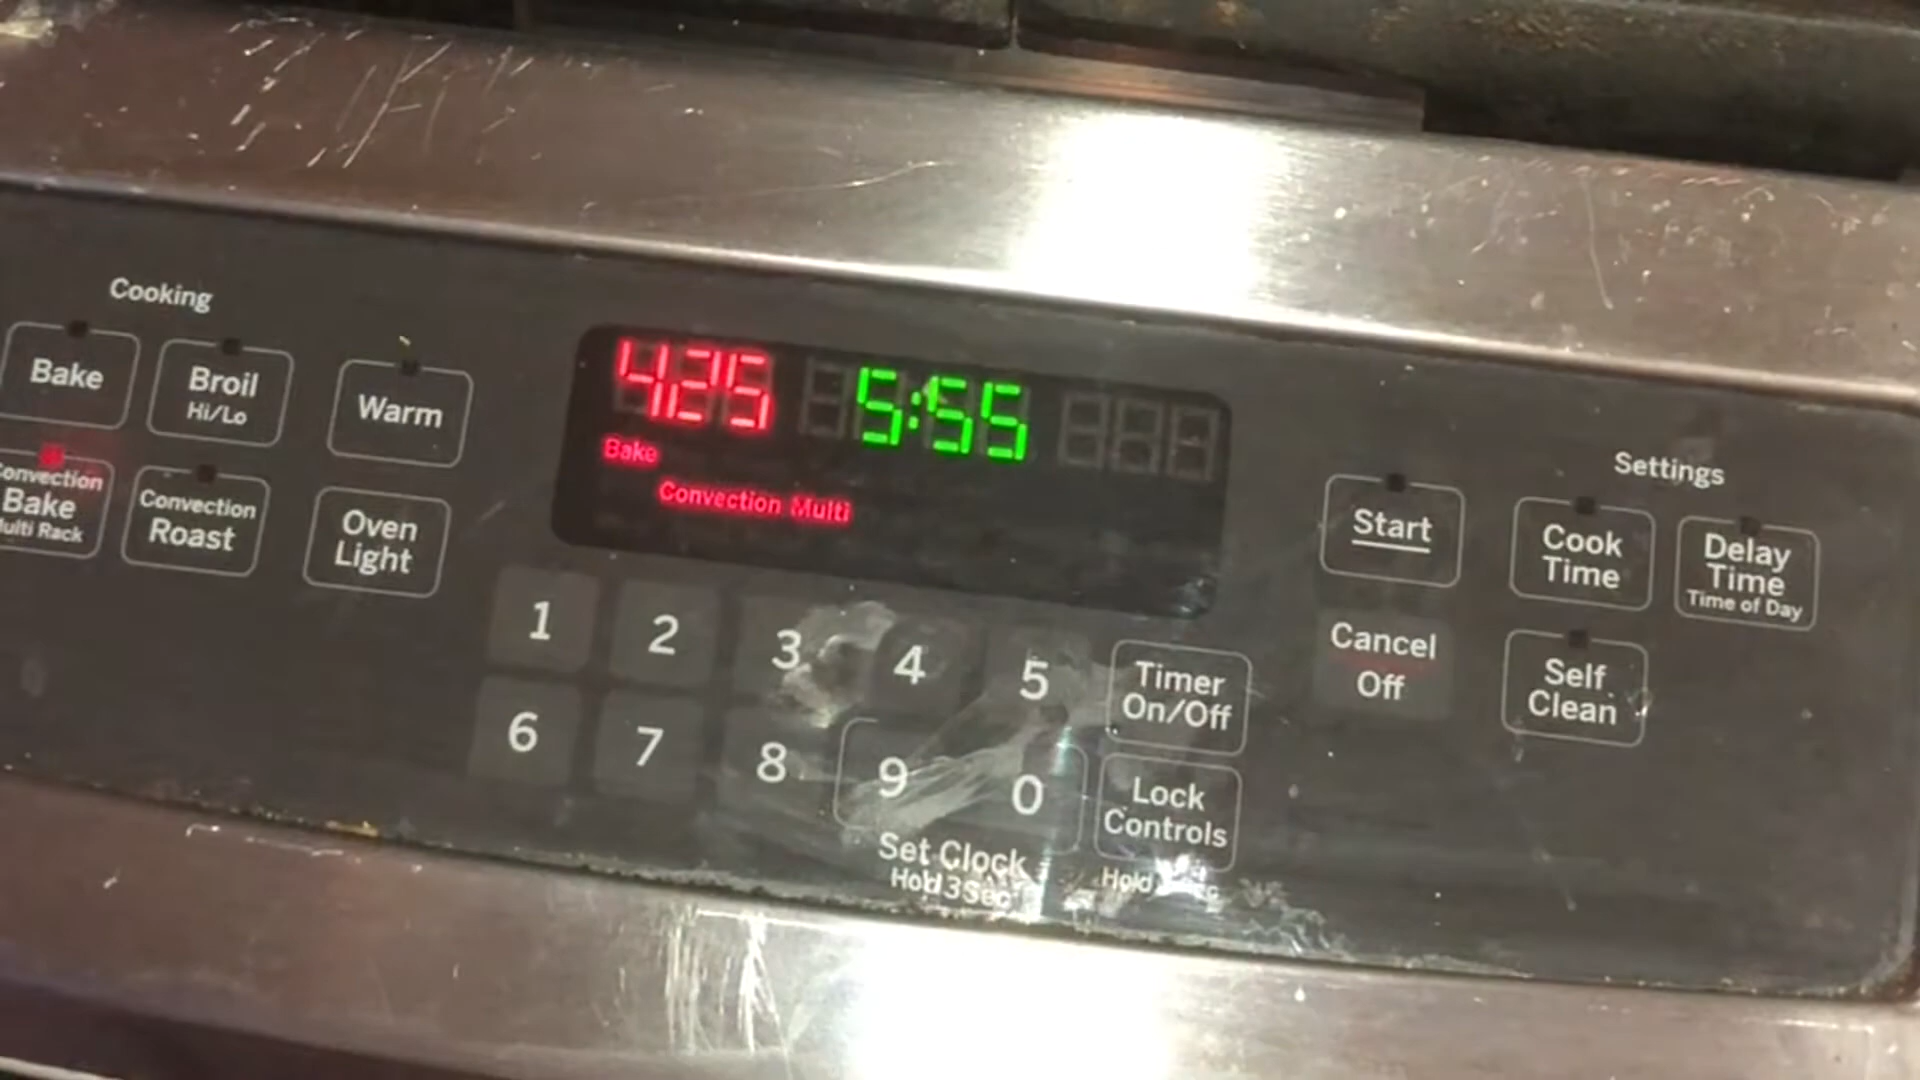 Cooking
Bake
Broil
Hi/Lo
Warm
Convection
Bake
Multi Rack
Convection
Roast
Oven
Light
425
5:55
Bake
Convection Multi
1
2
3
4
5
6
7
8
9
0
Set Clock
Hold 3 Sec
Timer
On/Off
Lock
Controls
Hold
Start
Cancel
Off
Settings
Cook
Time
Delay
Time
Time of Day
Self
Clean